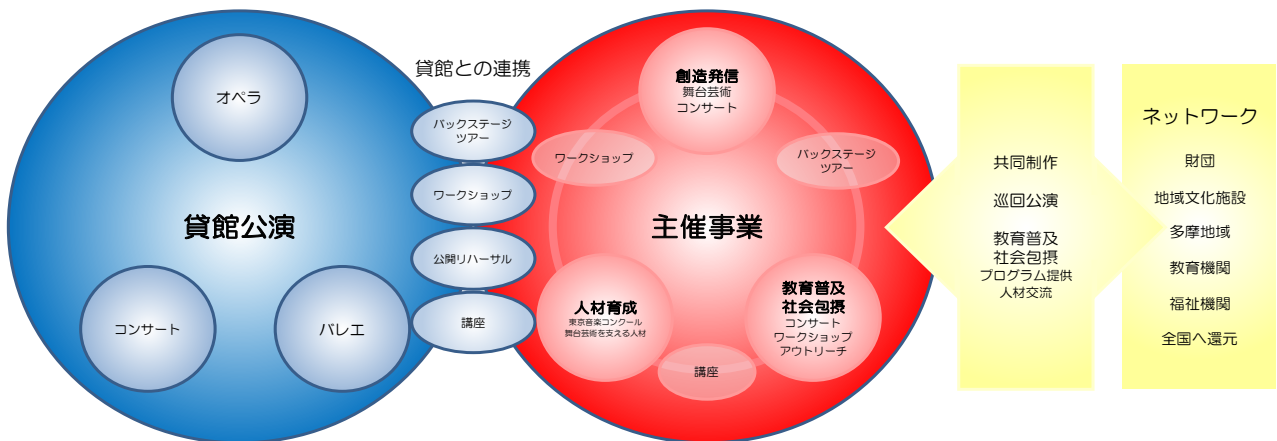 オペラ
貸館公演
コンサート
バレエ
貸館との連携
バックステージ
ツアー
ワークショップ
公開リハーサル
講座
創造発信
舞台芸術
コンサート
ワークショップ
バックステージ
ツアー
主催事業
人材育成
東京音楽コンクール
舞台芸術を支える人材
教育普及
社会包摂
コンサート
ワークショップ
アウトリーチ
講座
共同制作
巡回公演
教育普及
社会包摂
プログラム提供
人材交流
ネットワーク
財団
地域文化施設
多摩地域
教育機関
福祉機関
全国へ還元